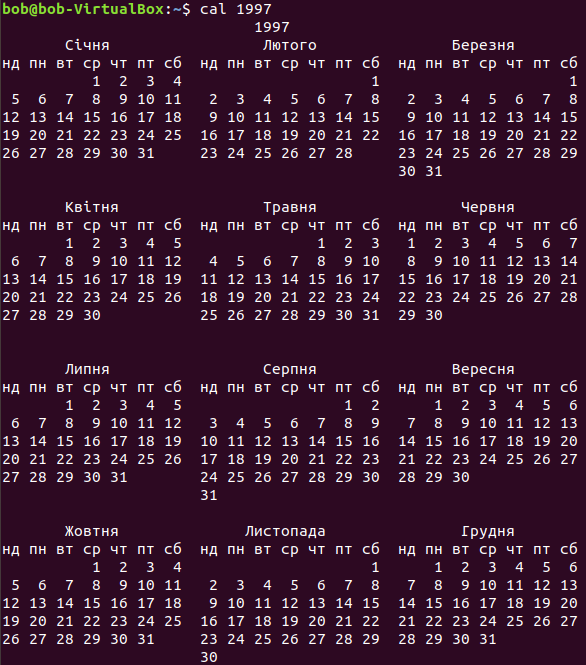 bob@bob-VirtualBox:~$ cal 1997
                            1997
       Січня                 Лютого               Березня
нд пн вт ср чт пт сб  нд пн вт ср чт пт сб  нд пн вт ср чт пт сб
          1  2  3  4                     1                     1
 5  6  7  8  9 10 11   2  3  4  5  6  7  8   2  3  4  5  6  7  8
12 13 14 15 16 17 18   9 10 11 12 13 14 15   9 10 11 12 13 14 15
19 20 21 22 23 24 25  16 17 18 19 20 21 22  16 17 18 19 20 21 22
26 27 28 29 30 31     23 24 25 26 27 28     23 24 25 26 27 28 29
                                            30 31
       Квітня                Травня                Червня
нд пн вт ср чт пт сб  нд пн вт ср чт пт сб  нд пн вт ср чт пт сб
       1  2  3  4  5               1  2  3   1  2  3  4  5  6  7
 6  7  8  9 10 11 12   4  5  6  7  8  9 10   8  9 10 11 12 13 14
13 14 15 16 17 18 19  11 12 13 14 15 16 17  15 16 17 18 19 20 21
20 21 22 23 24 25 26  18 19 20 21 22 23 24  22 23 24 25 26 27 28
27 28 29 30           25 26 27 28 29 30 31  29 30
       Липня                 Серпня               Вересня
нд пн вт ср чт пт сб  нд пн вт ср чт пт сб  нд пн вт ср чт пт сб
       1  2  3  4  5                  1  2      1  2  3  4  5  6
 6  7  8  9 10 11 12   3  4  5  6  7  8  9   7  8  9 10 11 12 13
13 14 15 16 17 18 19  10 11 12 13 14 15 16  14 15 16 17 18 19 20
20 21 22 23 24 25 26  17 18 19 20 21 22 23  21 22 23 24 25 26 27
27 28 29 30 31        24 25 26 27 28 29 30  28 29 30
                      31
       Жовтня              Листопада               Грудня
нд пн вт ср чт пт сб  нд пн вт ср чт пт сб  нд пн вт ср чт пт сб
          1  2  3  4                     1      1  2  3  4  5  6
 5  6  7  8  9 10 11   2  3  4  5  6  7  8   7  8  9 10 11 12 13
12 13 14 15 16 17 18   9 10 11 12 13 14 15  14 15 16 17 18 19 20
19 20 21 22 23 24 25  16 17 18 19 20 21 22  21 22 23 24 25 26 27
26 27 28 29 30 31     23 24 25 26 27 28 29  28 29 30 31
                      30